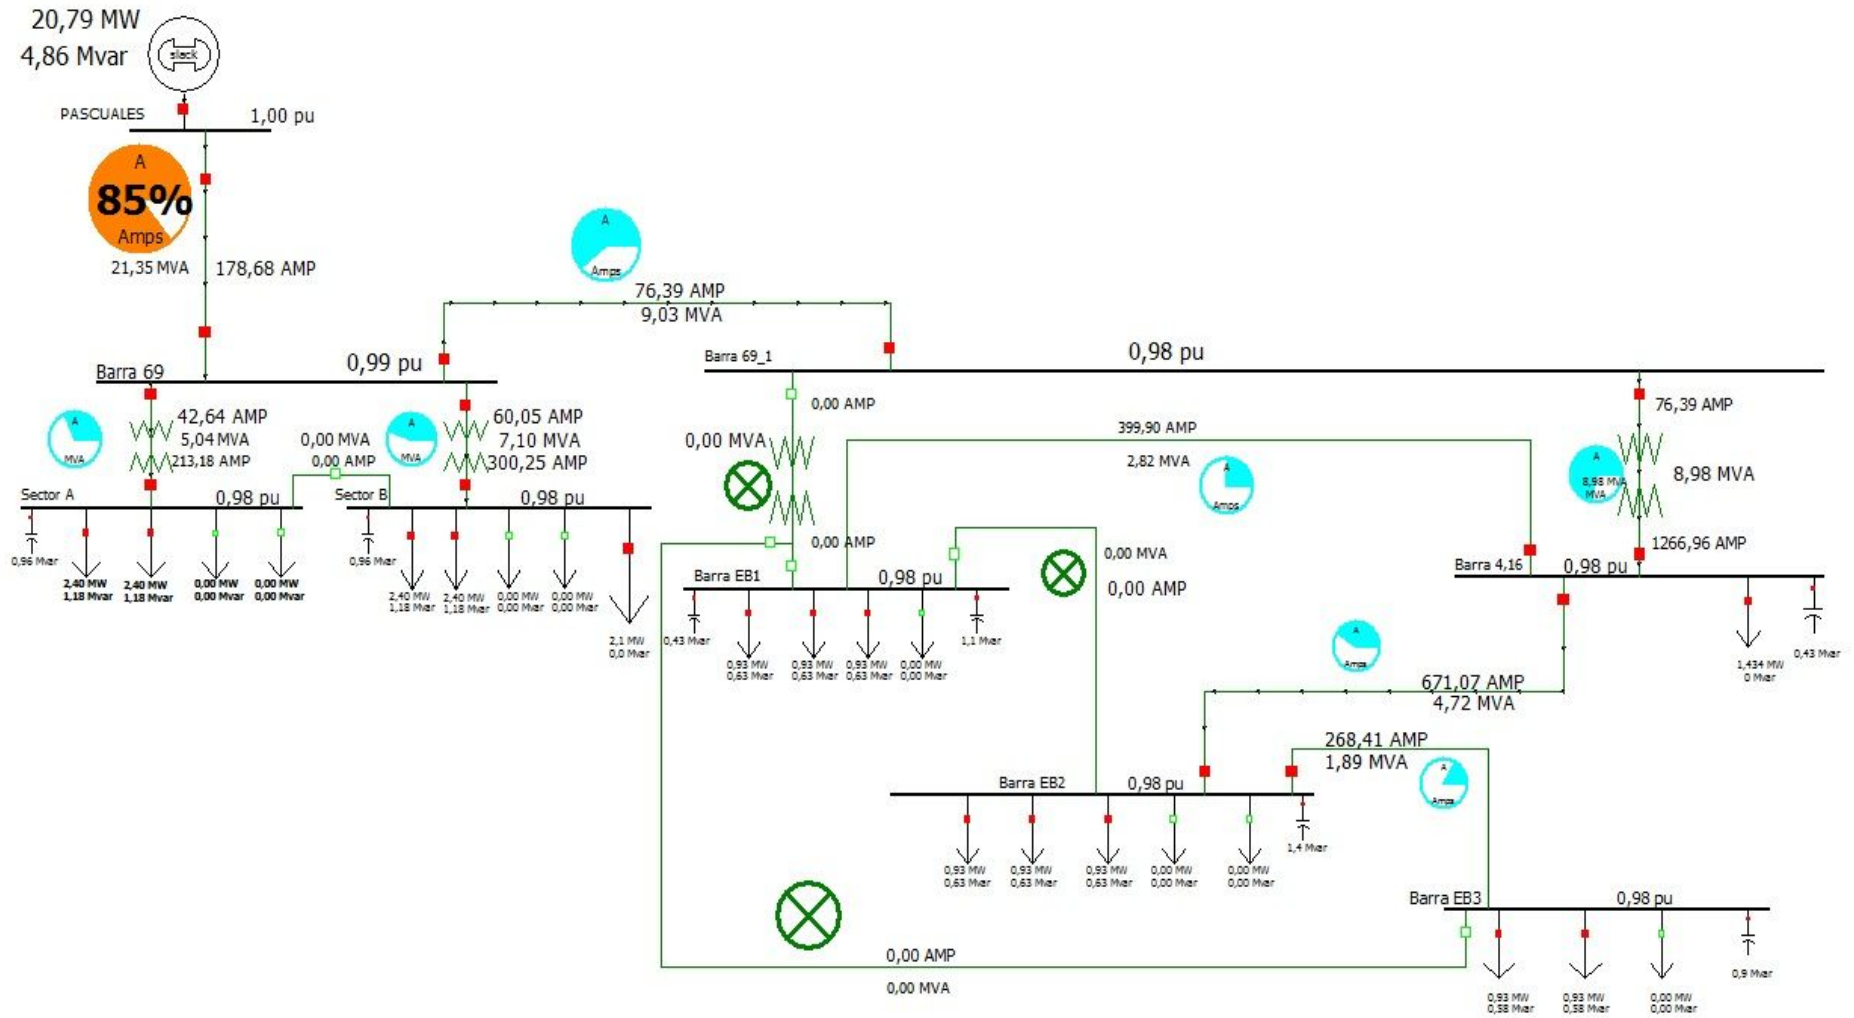 20,79 MW
4,86 Mvar
slack
PASCUALES
1,00 pu
A
85%
Amps
21,35 MVA
178,68 AMP
A
Amps
76,39 AMP
9,03 MVA
Barra 69
0,99 pu
Barra 69_1
0,98 pu
A
MVA
42,64 AMP
5,04 MVA
213,18 AMP
0,00 MVA
0,00 AMP
A
MVA
60,05 AMP
7,10 MVA
300,25 AMP
0,00 AMP
0,00 MVA
0,00 AMP
399,90 AMP
2,82 MVA
A
Amps
76,39 AMP
A
8,98 MVA
MVA
8,98 MVA
1266,96 AMP
Sector A
0,98 pu
0,96 Mvar
2,40 MW
1,18 Mvar
2,40 MW
1,18 Mvar
0,00 MW
0,00 Mvar
0,00 MW
0,00 Mvar
Sector B
0,98 pu
0,96 Mvar
2,40 MW
1,18 Mvar
2,40 MW
1,18 Mvar
0,00 MW
0,00 Mvar
0,00 MW
0,00 Mvar
2,1 MW
0,0 Mvar
Barra EB1
0,98 pu
0,43 Mvar
0,93 MW
0,63 Mvar
0,93 MW
0,63 Mvar
0,93 MW
0,63 Mvar
0,00 MW
0,00 Mvar
1,1 Mvar
0,00 MVA
0,00 AMP
Barra 4,16
0,98 pu
1,434 MW
0 Mvar
0,43 Mvar
A
Amps
671,07 AMP
4,72 MVA
268,41 AMP
1,89 MVA
A
Amps
Barra EB2
0,98 pu
0,93 MW
0,63 Mvar
0,93 MW
0,63 Mvar
0,93 MW
0,63 Mvar
0,00 MW
0,00 Mvar
0,00 MW
0,00 Mvar
1,4 Mvar
Barra EB3
0,98 pu
0,93 MW
0,58 Mvar
0,93 MW
0,58 Mvar
0,00 MW
0,00 Mvar
0,9 Mvar
0,00 AMP
0,00 MVA